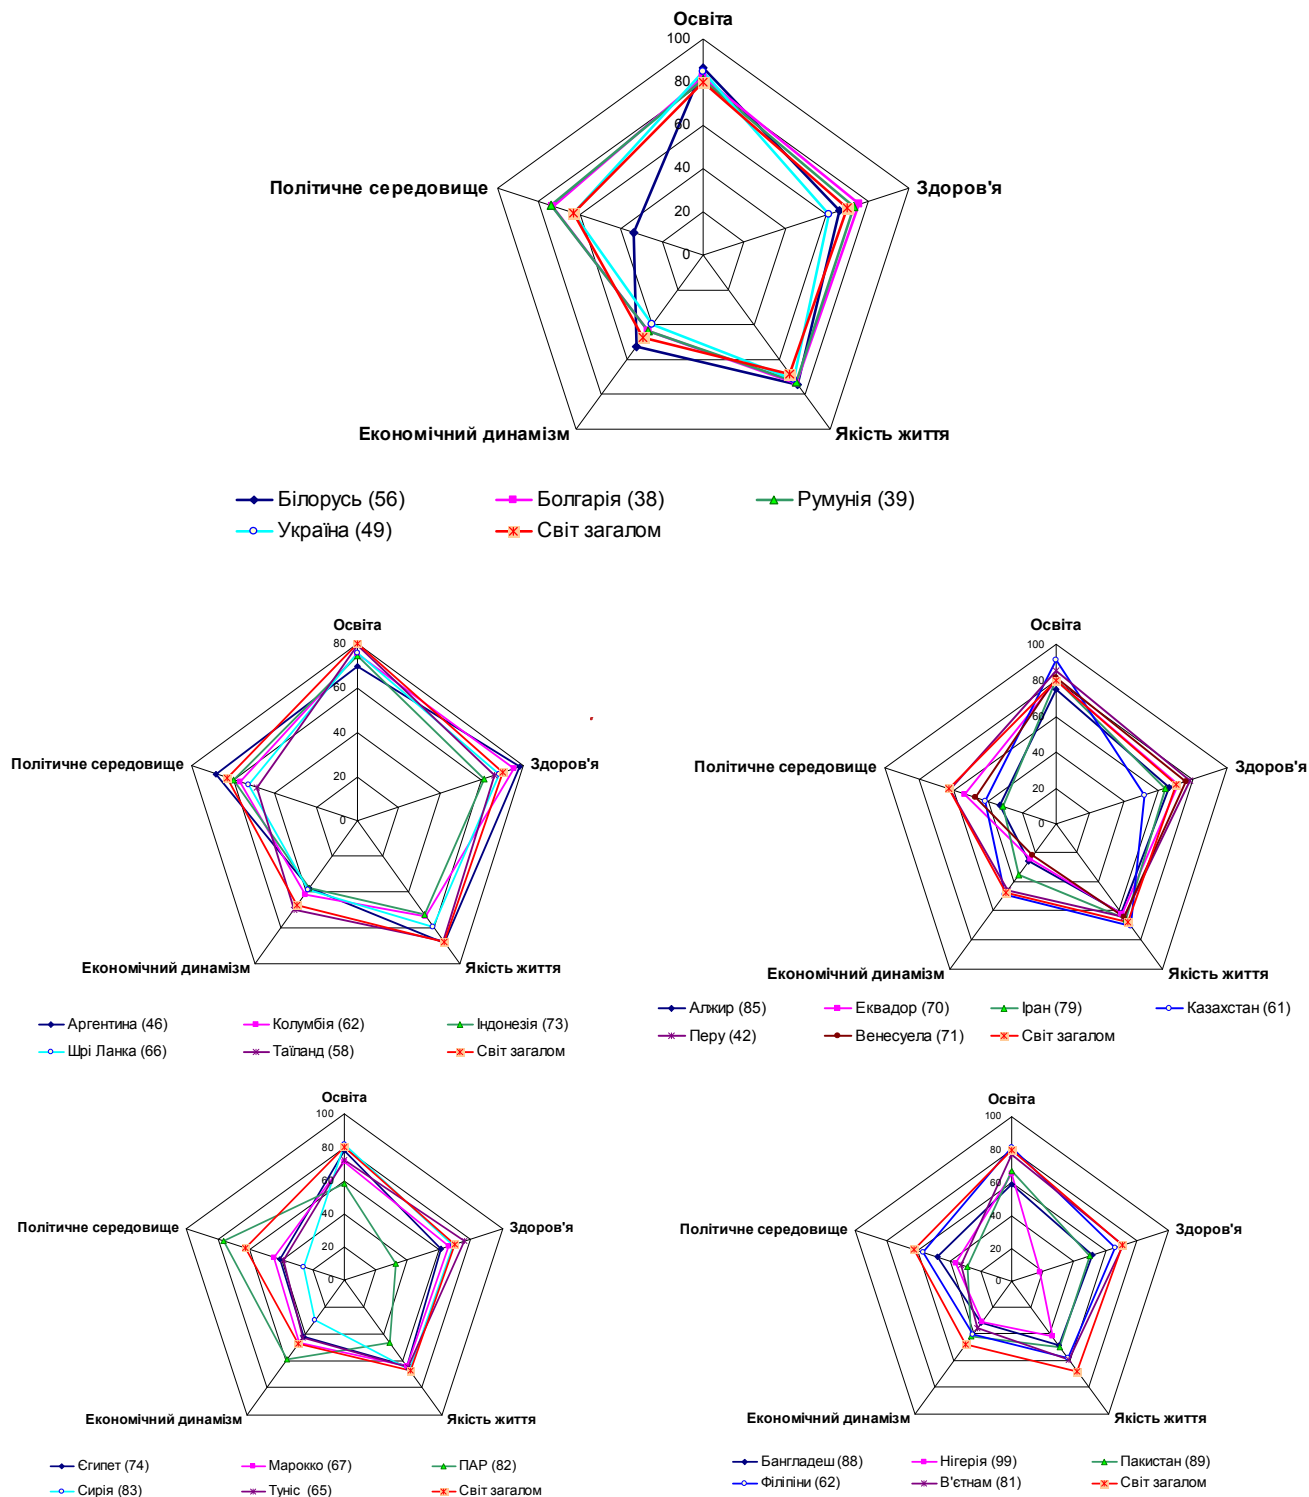 Освіта
100
80
60
40
20
0
Політичне середовище
Здоров'я
Економічний динамізм
Якість життя
Білорусь (56)
Болгарія (38)
Румунія (39)
Україна (49)
Світ загалом
Освіта
80
60
40
20
0
Політичне середовище
Здоров'я
Економічний динамізм
Якість життя
Аргентина (46)
Колумбія (62)
Індонезія (73)
Шрі Ланка (66)
Таїланд (58)
Світ загалом
Освіта
100
80
60
40
20
0
Політичне середовище
Здоров'я
Економічний динамізм
Якість життя
Алжир (85)
Еквадор (70)
Іран (79)
Казахстан (61)
Перу (42)
Венесуела (71)
Світ загалом
Освіта
100
80
60
40
20
0
Політичне середовище
Здоров'я
Економічний динамізм
Якість життя
Єгипет (74)
Марокко (67)
ПАР (82)
Сирія (83)
Туніс (65)
Світ загалом
Освіта
100
80
60
40
20
0
Політичне середовище
Здоров'я
Економічний динамізм
Якість життя
Бангладеш (88)
Нігерія (99)
Пакистан (89)
Філіпіни (62)
В'єтнам (81)
Світ загалом